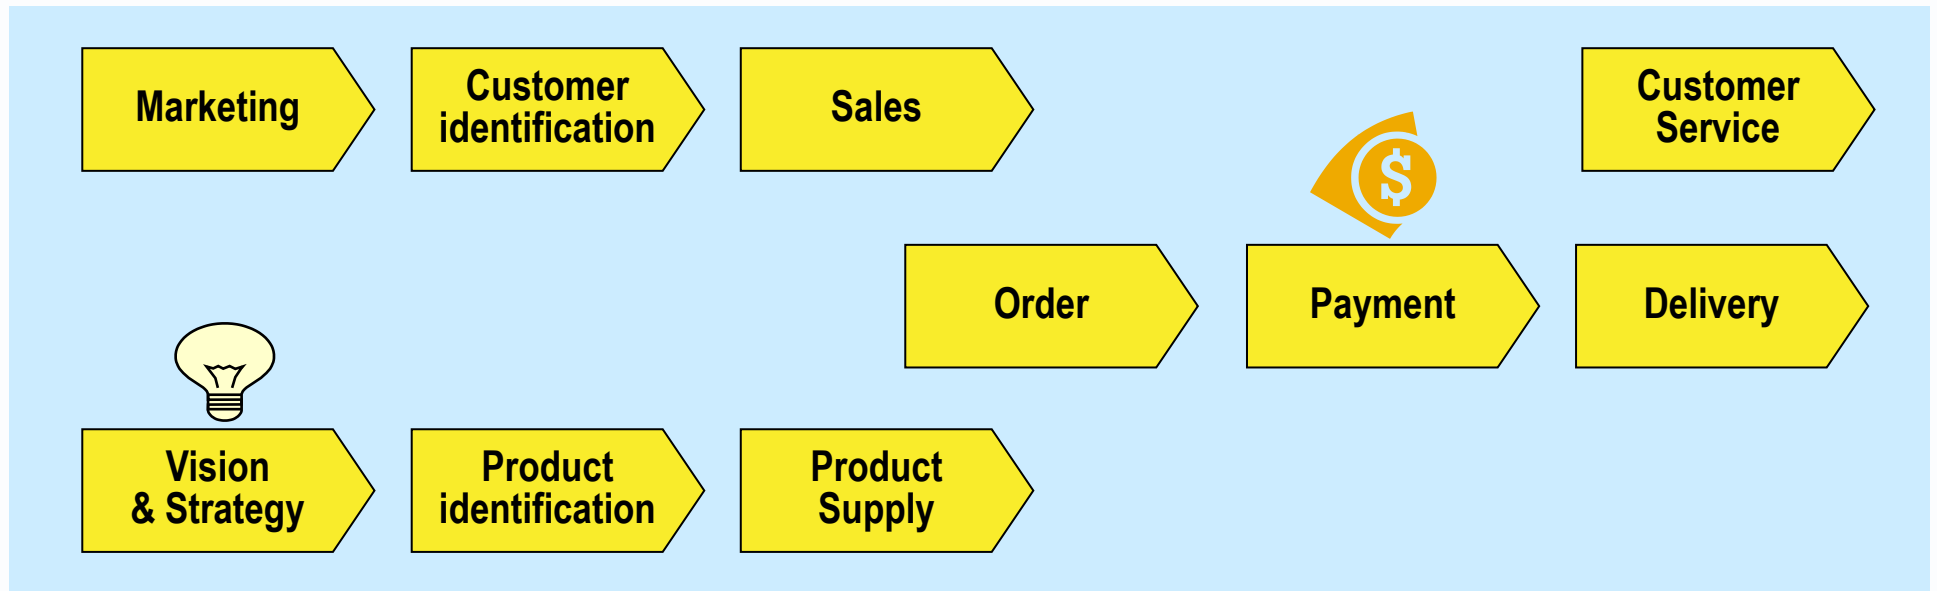 Marketing
Customer
identification
Sales
Customer
Service
$
Order
Payment
Delivery
Vision
& Strategy
Product
identification
Product
Supply